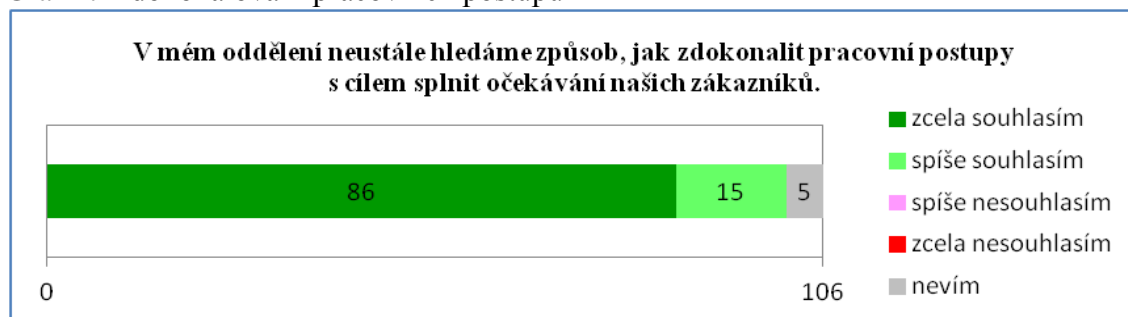 V mém oddělení neustále hledáme způsob, jak zdokonalit pracovní postupy
s cílem splnit očekávání našich zákazníků.
86
15
5
0
106
zcela souhlasím
spíše souhlasím
spíše nesouhlasím
zcela nesouhlasím
nevím